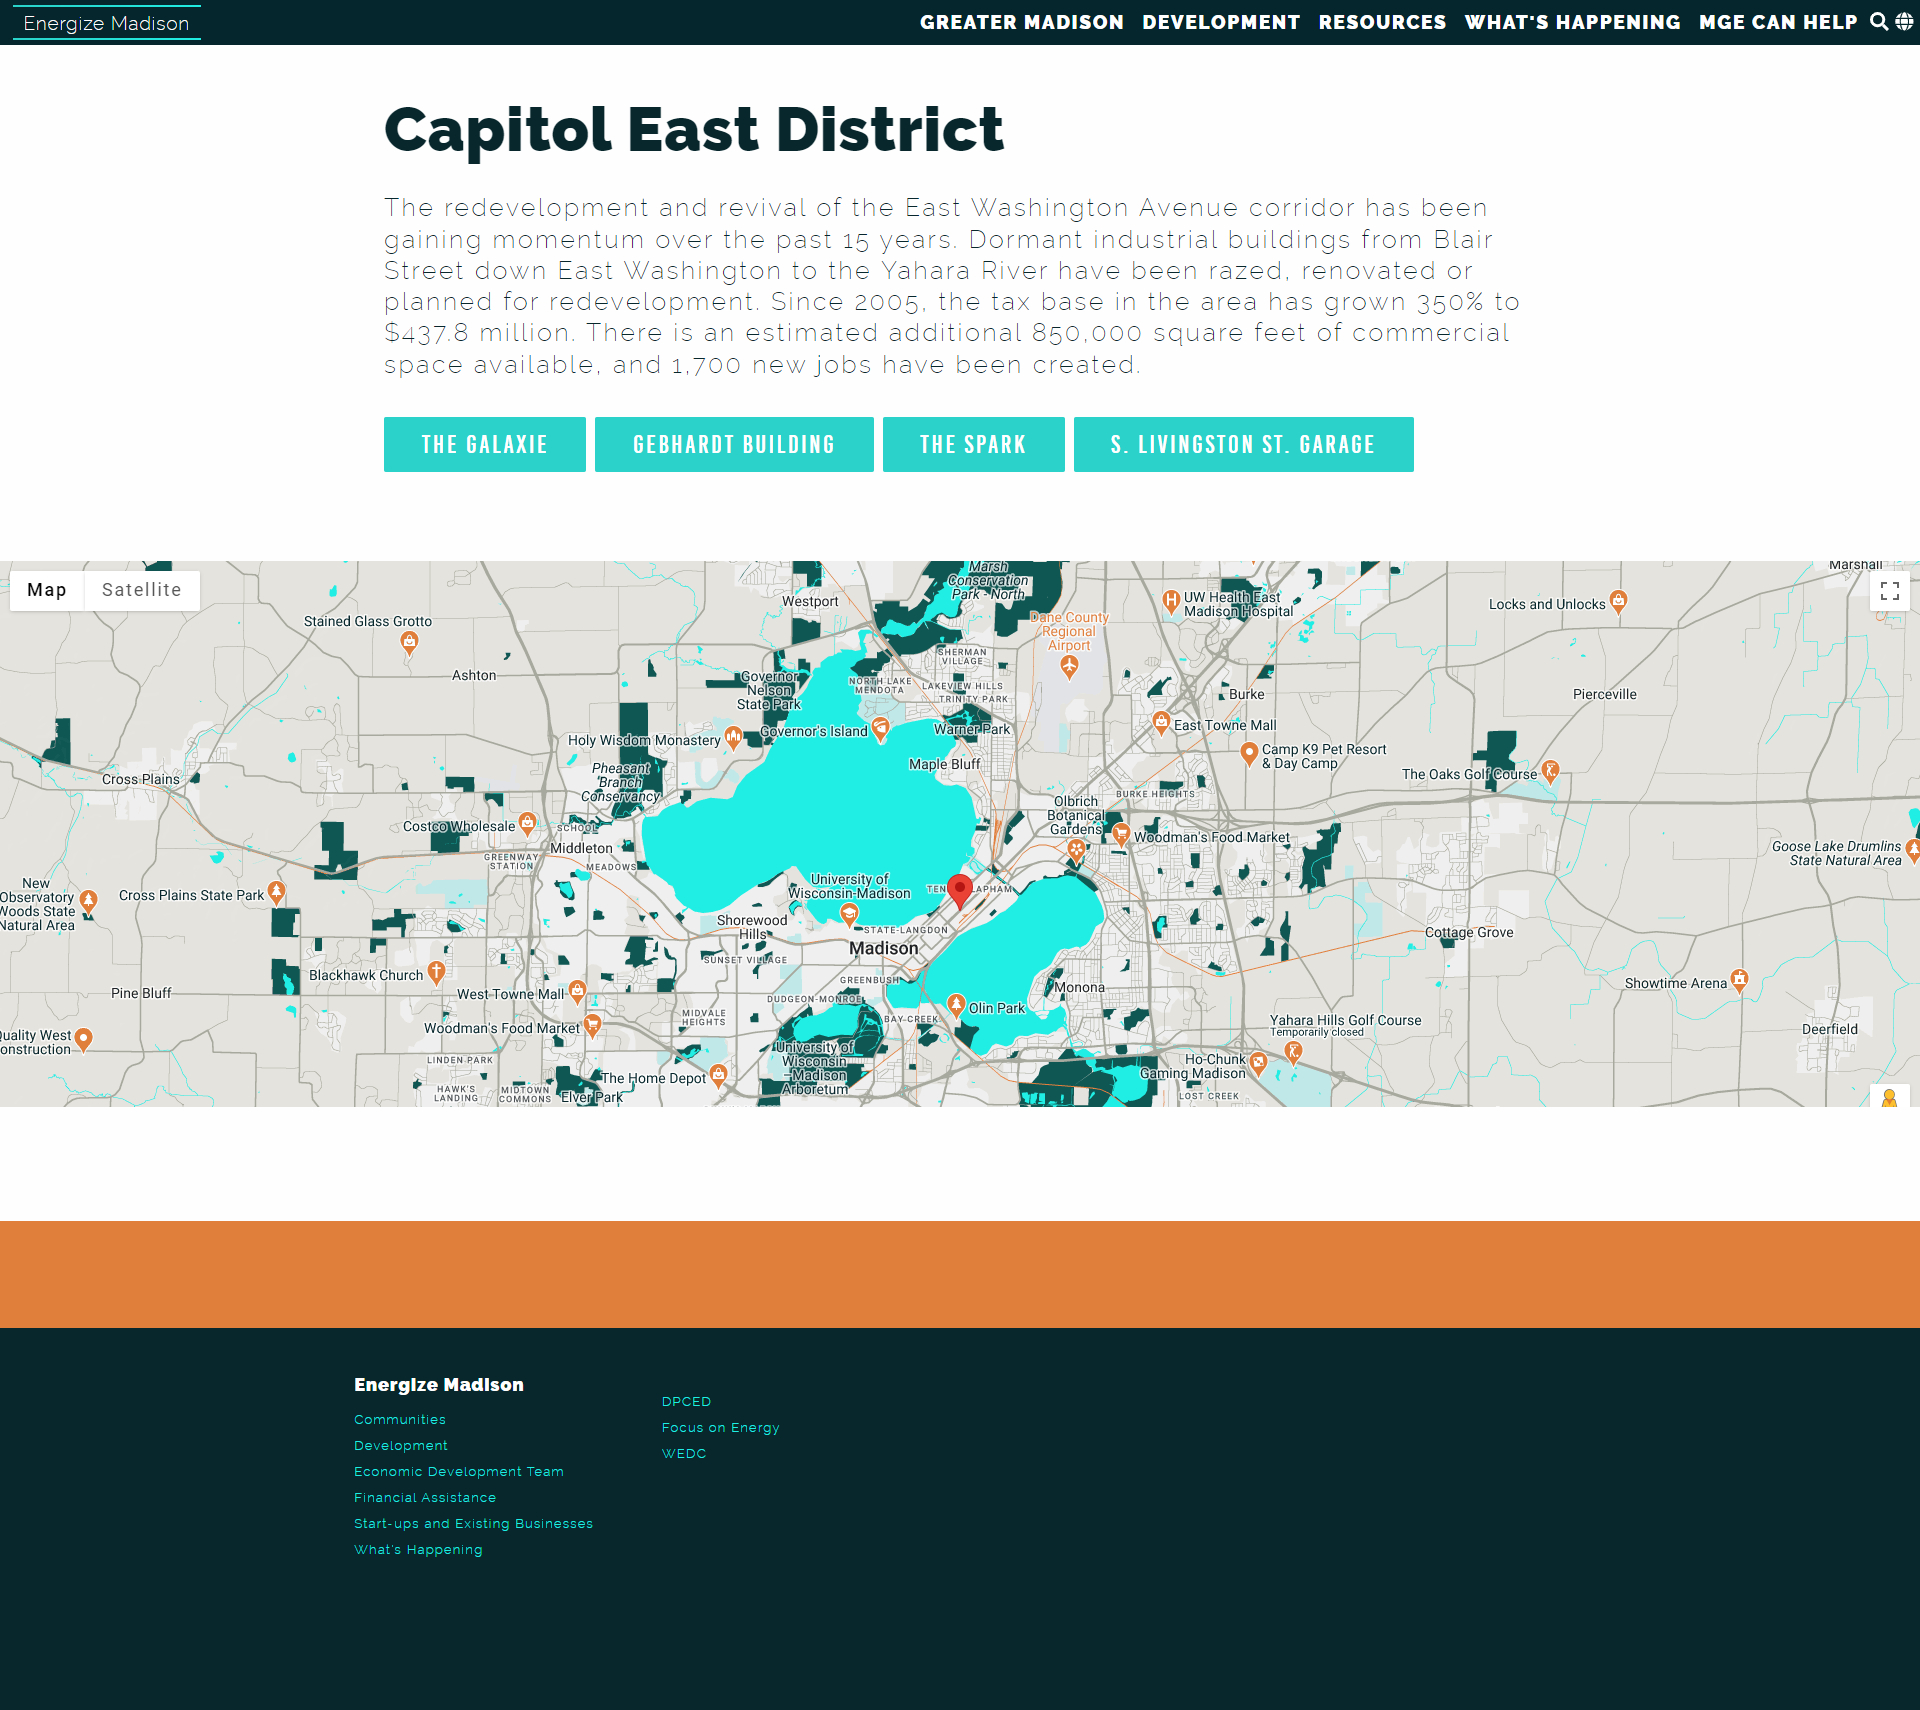 Energize Madison
GREATER MADISON DEVELOPMENT RESOURCES WHAT'S HAPPENING MGE CAN HELP
Capitol East District
The redevelopment and revival of the East Washington Avenue corridor has been
gaining momentum over the past 15 years. Dormant industrial buildings from Blair
Street down East Washington to the Yahara River have been razed, renovated or
planned for redevelopment. Since 2005, the tax base in the area has grown 350% to
$437.8 million. There is an estimated additional 850,000 square feet of commercial
space available, and 1,700 new jobs have been created.
THE GALAXIE
GEBHARDT BUILDING
THE SPARK
S. LIVINGSTON ST. GARAGE
Map
Satellite
Marsh
Conservation
Park - North
Marshall
Westport
UW Health East
Madison Hospital
Locks and Unlocks
Stained Glass Grotto
Dane County
Regional
Airport
SHERMAN
VILLAGE
Ashton
Governor
Nelson
State Park
NORTH LAKE
MENDOTA
LAKEVIEW HILLS
TRINITY PARK
Burke
Pierceville
Governor's Island
Warner Park
East Towne Mall
Holy Wisdom Monastery
Camp K9 Pet Resort
& Day Camp
Maple Bluff
Pheasant
Branch
Conservancy
Cross Plains
The Oaks Golf Course
BURKE HEIGHTS
Olbrich
Botanical
Gardens
Costco Wholesale
SCHOOL
Woodman's Food Market
Middleton
GREENWAY
STATION
MEADOWS
Goose Lake Drumlins
State Natural Area
University of
Wisconsin-Madison
TEN LAPHAM
New
Observatory
Woods State
Natural Area
Cross Plains State Park
Shorewood
Hills
STATE-LANGDON
Madison
Cottage Grove
SUNSET VILLAGE
Blackhawk Church
GREENBUSH
Monona
Showtime Arena
Pine Bluff
West Towne Mall
DUDGEON-MONROE
Olin Park
MIDVALE
HEIGHTS
BAY CREEK
Yahara Hills Golf Course
Temporarily closed
Woodman's Food Market
Deerfield
Quality West
onstruction
University of
Wisconsin
–Madison
Arboretum
LINDEN PARK
Ho-Chunk
Gaming Madison
The Home Depot
HAWK'S
LANDING
MIDTOWN
COMMONS
Elver Park
LOST CREEK
Energize Madison
Communities
Development
Economic Development Team
Financial Assistance
Start-ups and Existing Businesses
What's Happening
DPCED
Focus on Energy
WEDC